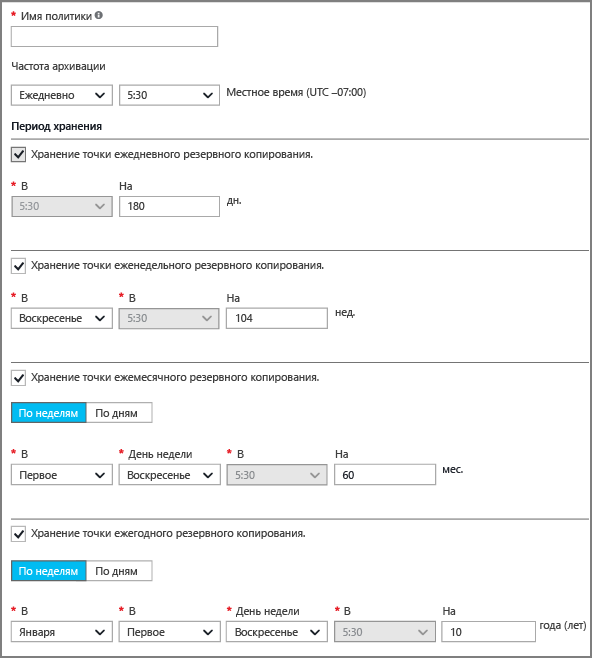 * Имя политики
Частота архивации
Ежедневно 5:30 Местное время (UTC –07:00)
Период хранения
Хранение точки ежедневного резервного копирования.
* В На
5:30 180 дн.
Хранение точки еженедельного резервного копирования.
* В * В На
Воскресенье 5:30 104 нед.
Хранение точки ежемесячного резервного копирования.
По неделям По дням
* В * День недели * В На
Первое Воскресенье 5:30 60 мес.
Хранение точки ежегодного резервного копирования.
По неделям По дням
* В * В * День недели * В На
Января Первое Воскресенье 5:30 10 года (лет)